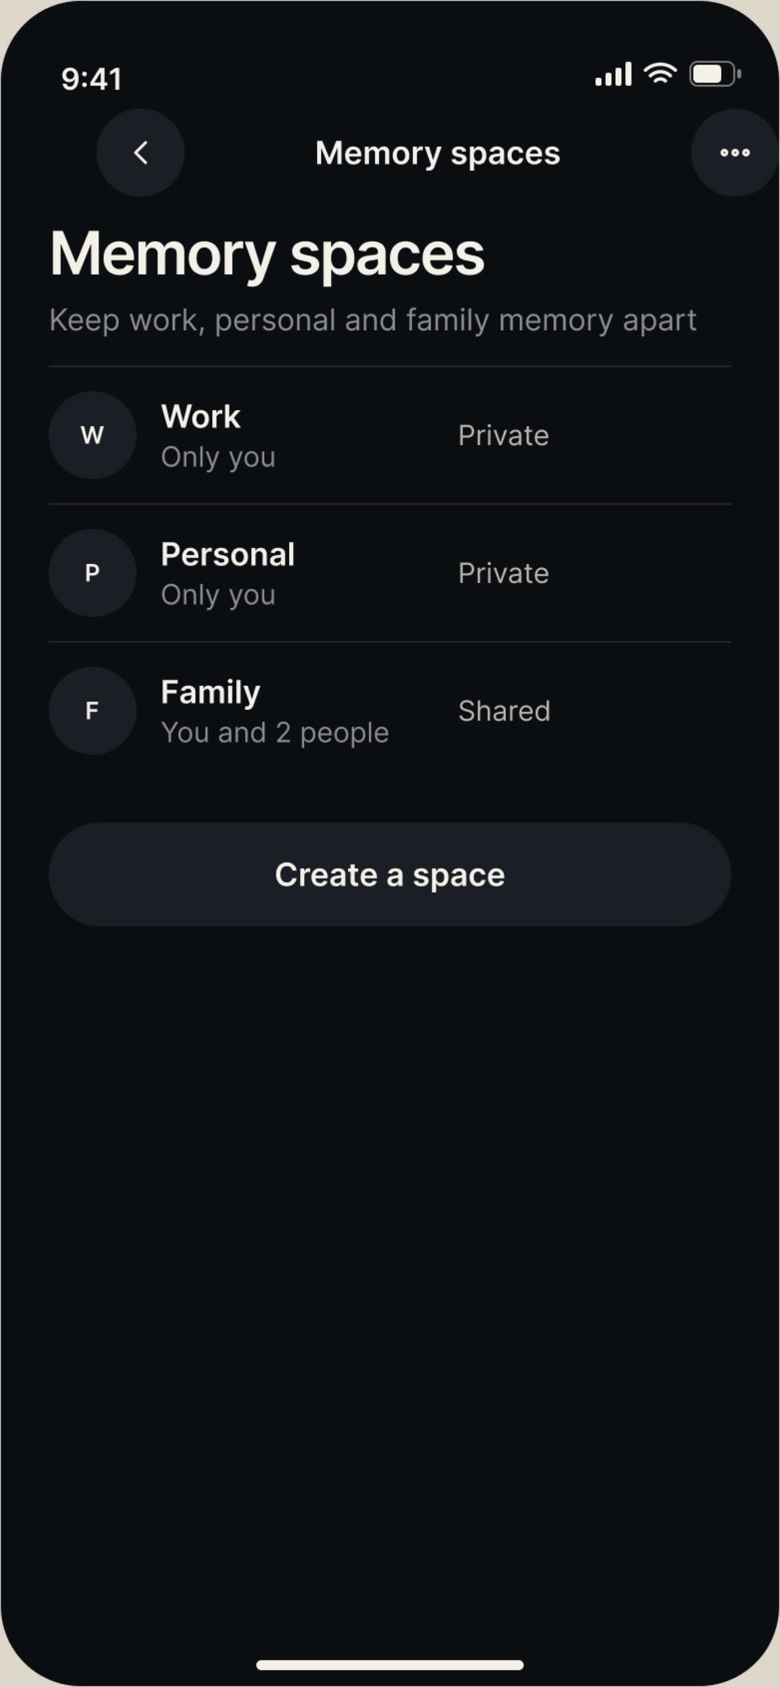 9:41
Memory spaces
Memory spaces
Keep work, personal and family memory apart
W
Work
Only you
Private
P
Personal
Only you
Private
F
Family
You and 2 people
Shared
Create a space